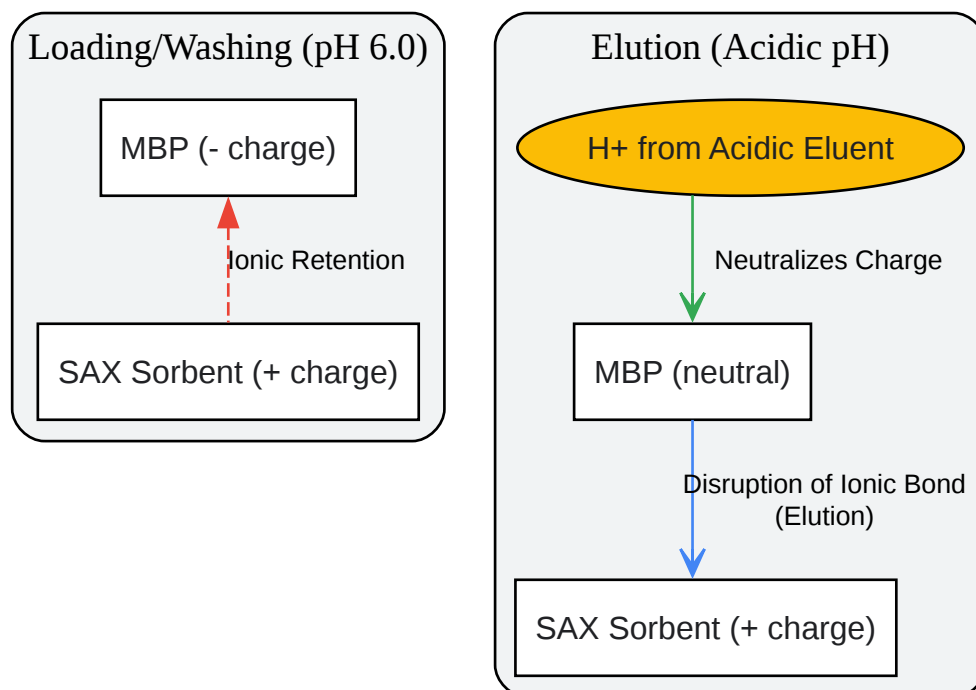 Loading/Washing (pH 6.0)
MBP (- charge)
Ionic Retention
SAX Sorbent (+ charge)
Elution (Acidic pH)
H+ from Acidic Eluent
Neutralizes Charge
MBP (neutral)
Disruption of Ionic Bond
(Elution)
SAX Sorbent (+ charge)